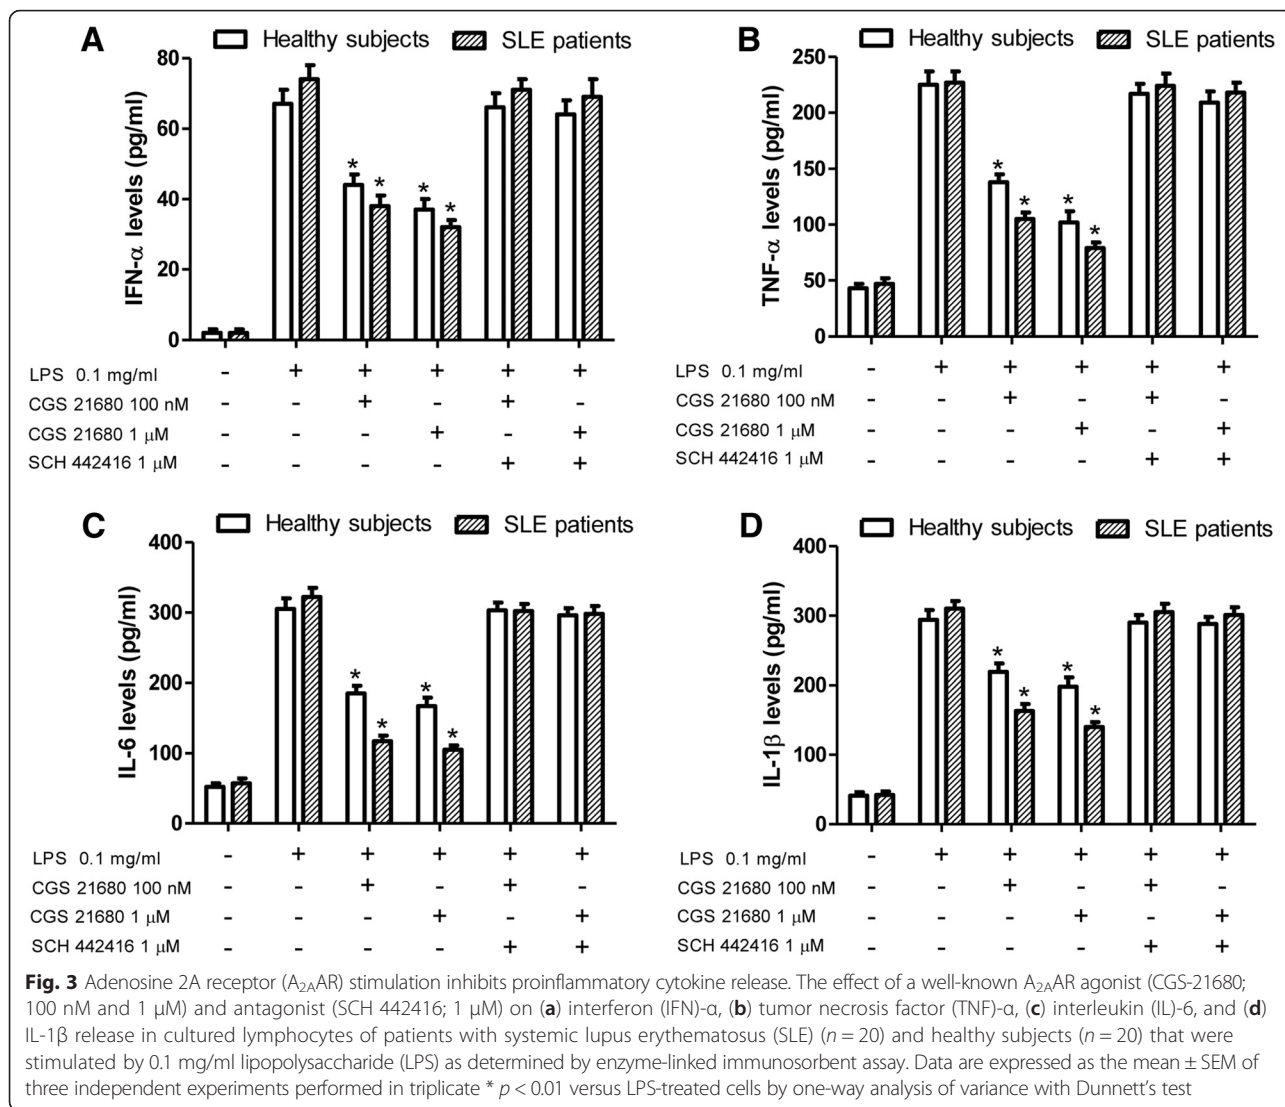 A
Healthy subjects SLE patients
IFN-α levels (pg/ml)
80
60
40
20
0
* * * *
LPS 0.1 mg/ml - + + + + +
CGS 21680 100 nM - - + - + -
CGS 21680 1 μM - - - + - +
SCH 442416 1 μM - - - - + +
B
Healthy subjects SLE patients
TNF-α levels (pg/ml)
250
200
150
100
50
0
* * * *
LPS 0.1 mg/ml - + + + + +
CGS 21680 100 nM - - + - + -
CGS 21680 1 μM - - - + - +
SCH 442416 1 μM - - - - + +
C
Healthy subjects SLE patients
IL-6 levels (pg/ml)
400
300
200
100
0
* * * *
LPS 0.1 mg/ml - + + + + +
CGS 21680 100 nM - - + - + -
CGS 21680 1 μM - - - + - +
SCH 442416 1 μM - - - - + +
D
Healthy subjects SLE patients
IL-1β levels (pg/ml)
400
300
200
100
0
* * * *
LPS 0.1 mg/ml - + + + + +
CGS 21680 100 nM - - + - + -
CGS 21680 1 μM - - - + - +
SCH 442416 1 μM - - - - + +
Fig. 3 Adenosine 2A receptor (A₂ₐAR) stimulation inhibits proinflammatory cytokine release. The effect of a well-known A₂ₐAR agonist (CGS-21680;
100 nM and 1 μM) and antagonist (SCH 442416; 1 μM) on (a) interferon (IFN)-α, (b) tumor necrosis factor (TNF)-α, (c) interleukin (IL)-6, and (d)
IL-1β release in cultured lymphocytes of patients with systemic lupus erythematosus (SLE) (n = 20) and healthy subjects (n = 20) that were
stimulated by 0.1 mg/ml lipopolysaccharide (LPS) as determined by enzyme-linked immunosorbent assay. Data are expressed as the mean ± SEM of
three independent experiments performed in triplicate * p < 0.01 versus LPS-treated cells by one-way analysis of variance with Dunnett's test